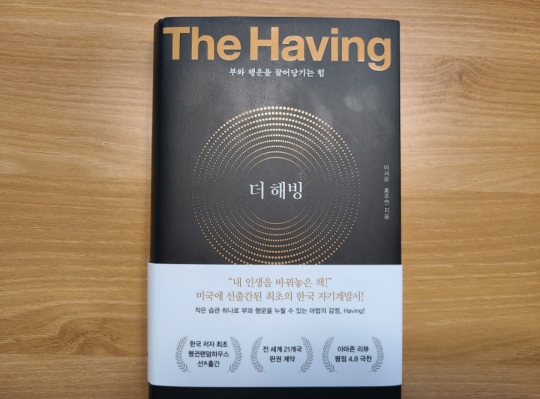 The Having
부와 행운을 끌어당기는 힘
더 해빙
이서윤 홍주연 지음
“내 인생을 바꿔놓은 책!”
미국에 선출간된 최초의 한국 자기계발서!
작은 습관 하나로 부와 행운을 누릴 수 있는 마법의 감정, Having!
한국 저자 최초
펭귄랜덤하우스
선출간
전 세계 21개국
판권 계약
아마존 리뷰
평점 4.8 극찬